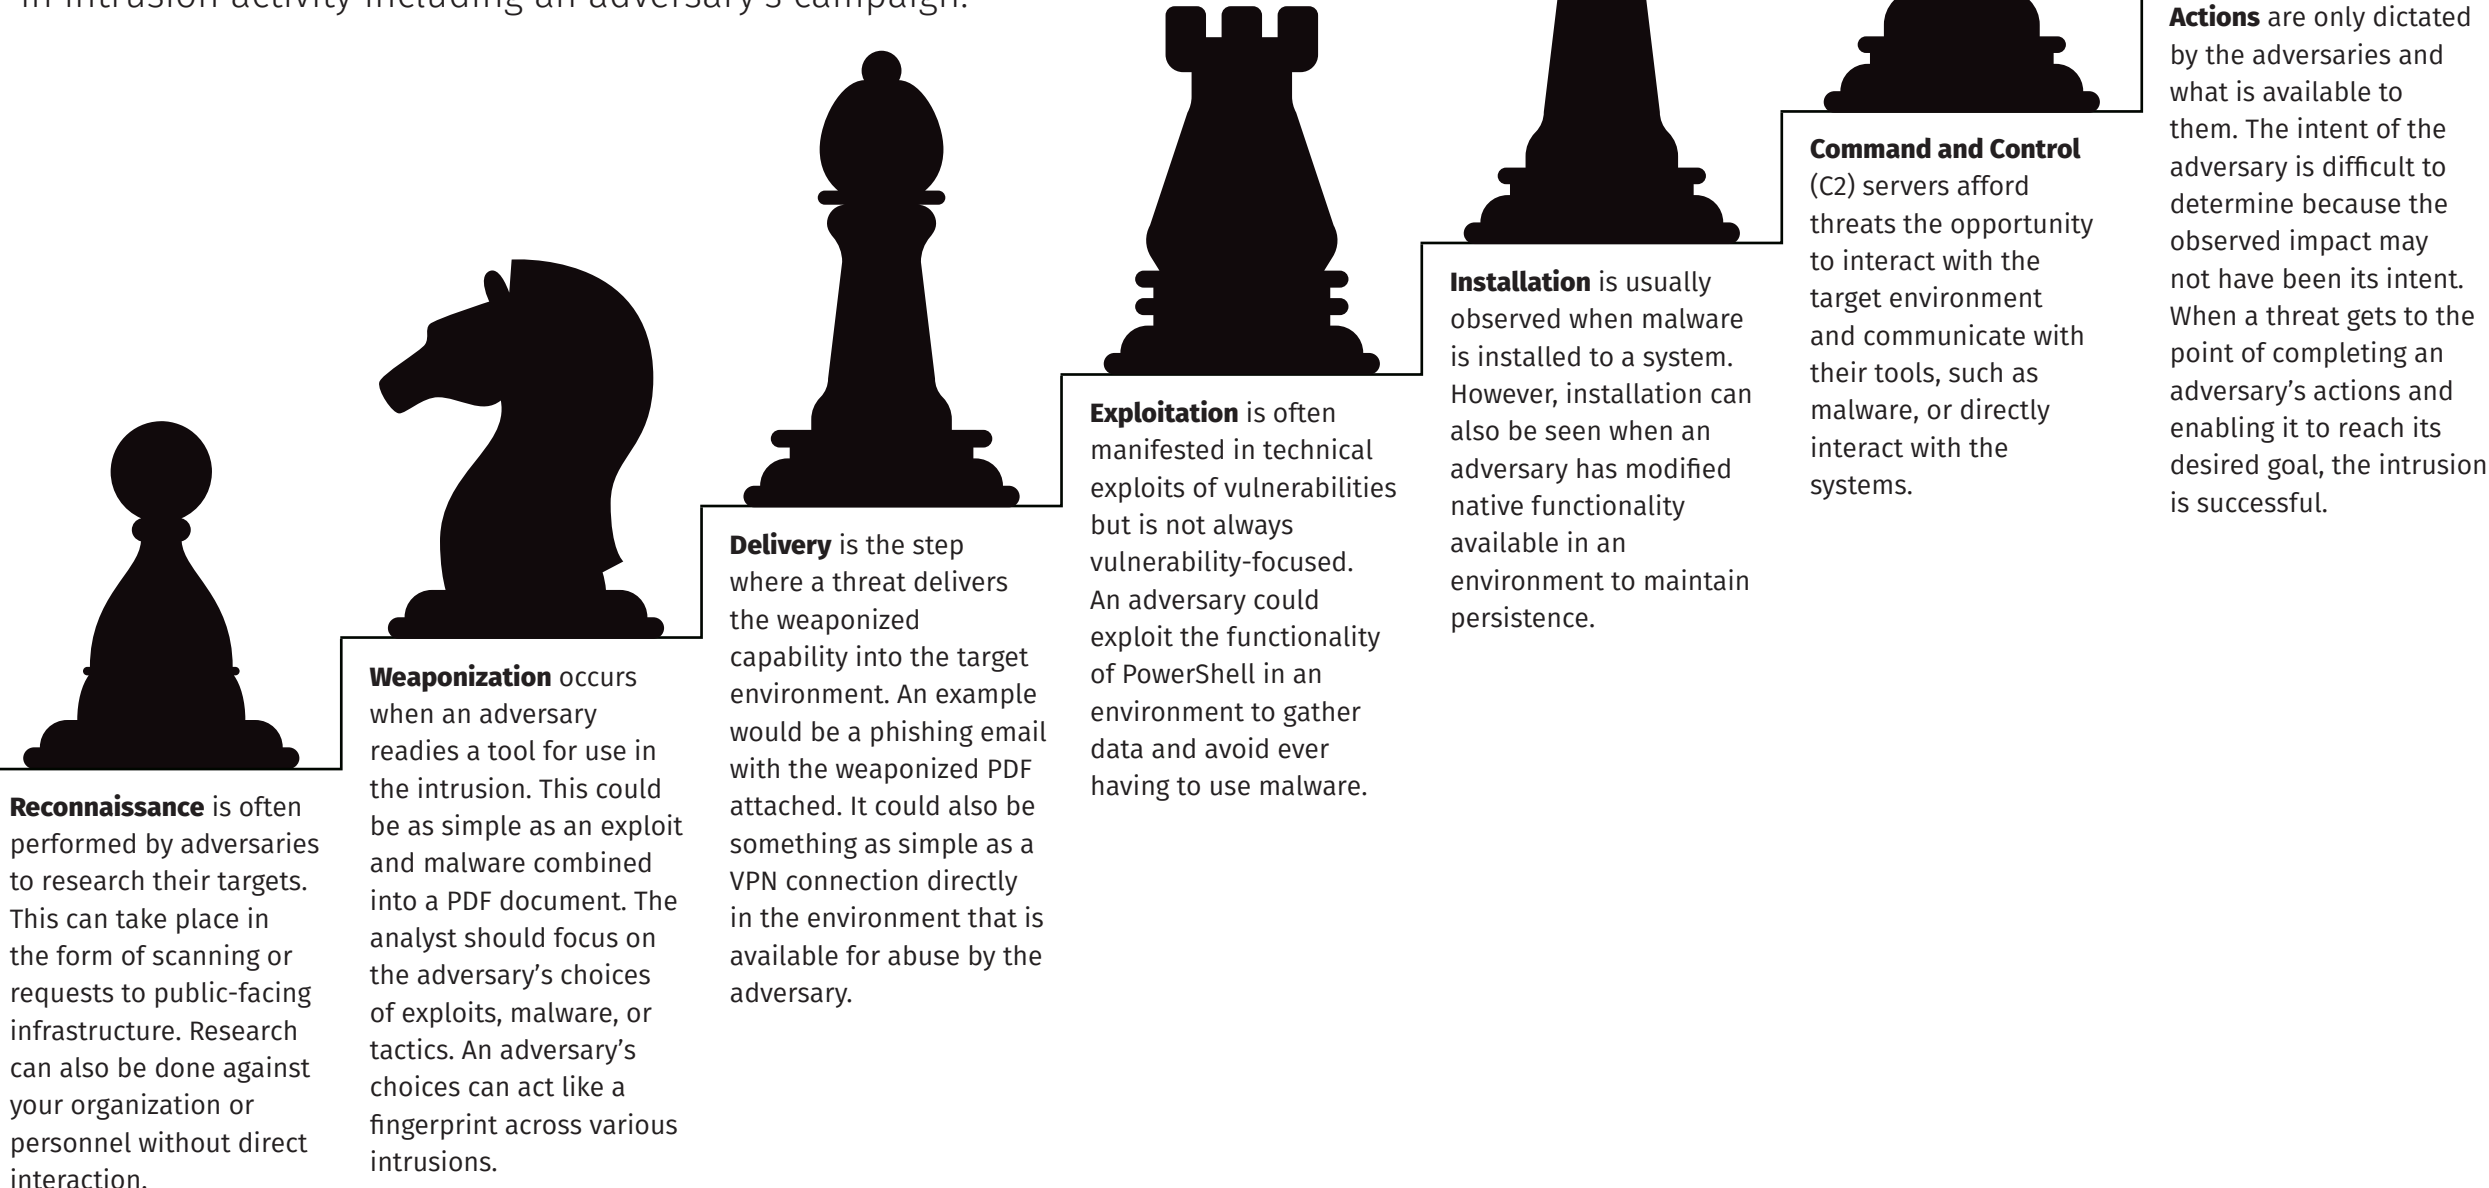 in intrusion activity including an adversary's campaign.
Reconnaissance is often
performed by adversaries
to research their targets.
This can take place in
the form of scanning or
requests to public-facing
infrastructure. Research
can also be done against
your organization or
personnel without direct
interaction.
Weaponization occurs
when an adversary
readies a tool for use in
the intrusion. This could
be as simple as an exploit
and malware combined
into a PDF document. The
analyst should focus on
the adversary’s choices
of exploits, malware, or
tactics. An adversary’s
choices can act like a
fingerprint across various
intrusions.
Delivery is the step
where a threat delivers
the weaponized
capability into the target
environment. An example
would be a phishing email
with the weaponized PDF
attached. It could also be
something as simple as a
VPN connection directly
in the environment that is
available for abuse by the
adversary.
Exploitation is often
manifested in technical
exploits of vulnerabilities
but is not always
vulnerability-focused.
An adversary could
exploit the functionality
of PowerShell in an
environment to gather
data and avoid ever
having to use malware.
Installation is usually
observed when malware
is installed to a system.
However, installation can
also be seen when an
adversary has modified
native functionality
available in an
environment to maintain
persistence.
Command and Control
(C2) servers afford
threats the opportunity
to interact with the
target environment
and communicate with
their tools, such as
malware, or directly
interact with the
systems.
Actions are only dictated
by the adversaries and
what is available to
them. The intent of the
adversary is difficult to
determine because the
observed impact may
not have been its intent.
When a threat gets to the
point of completing an
adversary’s actions and
enabling it to reach its
desired goal, the intrusion
is successful.